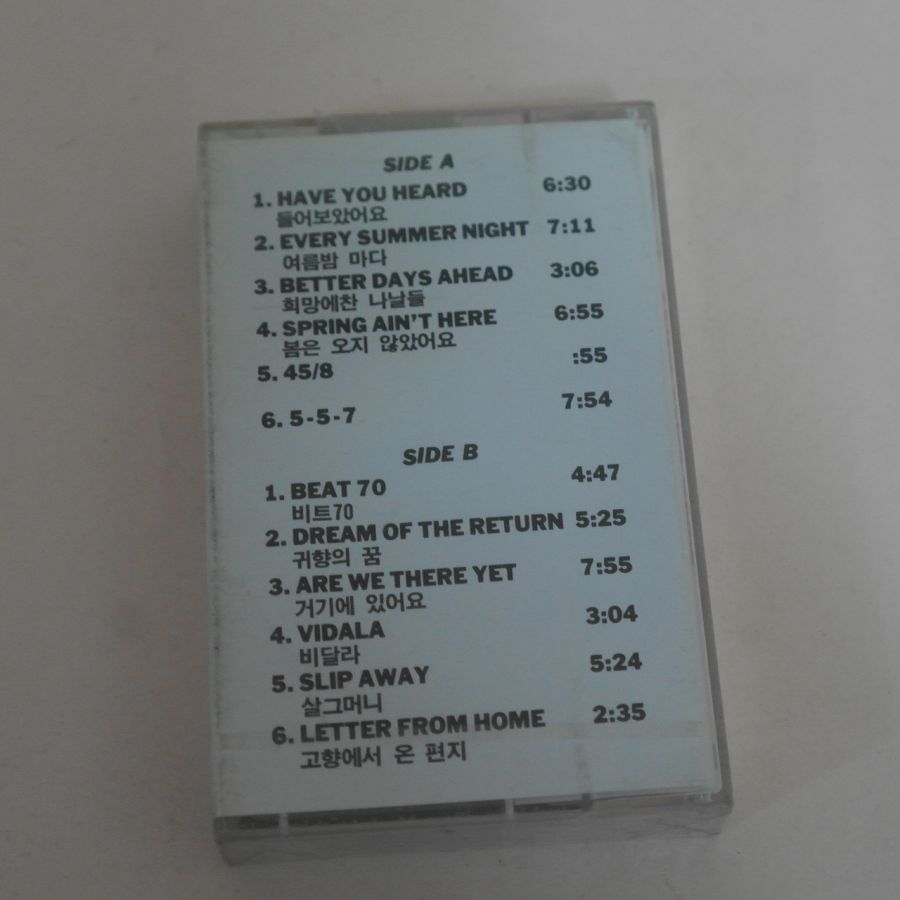 SIDE A
1. HAVE YOU HEARD 6:30
들어보았어요
2. EVERY SUMMER NIGHT 7:11
여름밤 마다
3. BETTER DAYS AHEAD 3:06
희망에찬 나날들
4. SPRING AIN'T HERE 6:55
봄은 오지 않았어요
5. 45/8 :55
6. 5-5-7 7:54
SIDE B
1. BEAT 70 4:47
비트70
2. DREAM OF THE RETURN 5:25
귀향의 꿈
3. ARE WE THERE YET 7:55
거기에 있어요
4. VIDALA 3:04
비달라
5. SLIP AWAY 5:24
살그머니
6. LETTER FROM HOME 2:35
고향에서 온 편지